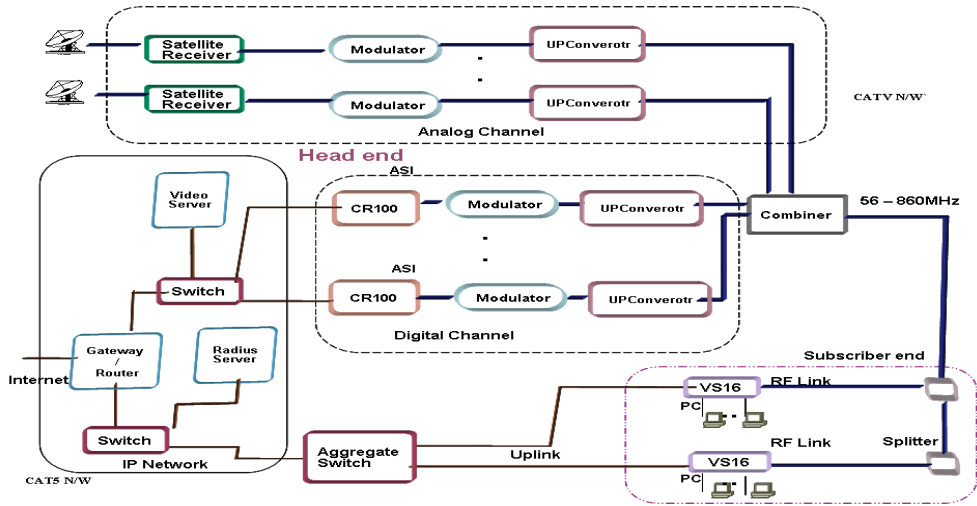 Satellite
Receiver
Modulator
UPConverotr
Satellite
Receiver
Modulator
UPConverotr
CATV N/W
Analog Channel
Head end
ASI
Video
Server
CR100
Modulator
UPConverotr
Combiner
56 – 860MHz
Switch
ASI
CR100
Modulator
UPConverotr
Digital Channel
Gateway
/
Router
Radius
Server
Internet
Subscriber end
VS16
RF Link
PC
Switch
Aggregate
Switch
Uplink
RF Link
Splitter
VS16
IP Network
PC
CAT5 N/W